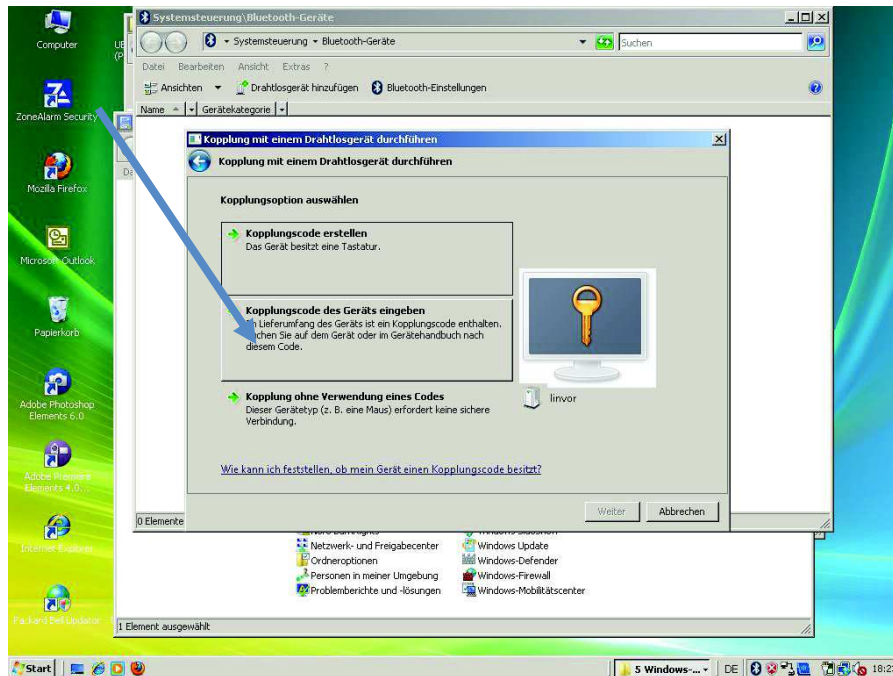 Computer
ZoneAlarm Security
Mozilla Firefox
Microsoft Outlook
Papierkorb
Adobe Photoshop
Elements 6.0
Adobe Premiere
Elements 4.0...
Internet Explorer
Packard Bell Updator
Systemsteuerung\Bluetooth-Geräte
Systemsteuerung Bluetooth-Geräte
Suchen
Datei Bearbeiten Ansicht Extras ?
Ansichten Drahtlosgerät hinzufügen Bluetooth-Einstellungen
Name Gerätekategorie
Kopplung mit einem Drahtlosgerät durchführen
Kopplung mit einem Drahtlosgerät durchführen
Kopplungsoption auswählen
Kopplungscode erstellen
Das Gerät besitzt eine Tastatur.
Kopplungscode des Geräts eingeben
Lieferumfang des Geräts ist ein Kopplungscode enthalten.
Suchen Sie auf dem Gerät oder im Gerätehandbuch nach
diesem Code.
linvor
Kopplung ohne Verwendung eines Codes
Dieser Gerätetyp (z. B. eine Maus) erfordert keine sichere
Verbindung.
Wie kann ich feststellen, ob mein Gerät einen Kopplungscode besitzt?
Weiter Abbrechen
0 Elemente
Netzwerk- und Freigabecenter Windows Update
Ordneroptionen Windows-Defender
Personen in meiner Umgebung Windows-Firewall
Problemberichte und -lösungen Windows-Mobilitätscenter
1 Element ausgewählt
Start 5 Windows-... DE